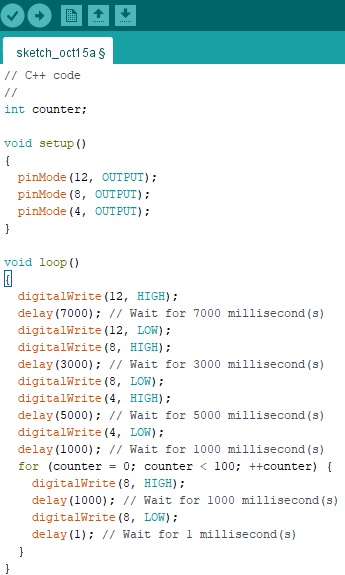 sketch_oct15a §
// C++ code
//
int counter;

void setup()
{
  pinMode(12, OUTPUT);
  pinMode(8, OUTPUT);
  pinMode(4, OUTPUT);
}

void loop()
{
  digitalWrite(12, HIGH);
  delay(7000); // Wait for 7000 millisecond(s)
  digitalWrite(12, LOW);
  digitalWrite(8, HIGH);
  delay(3000); // Wait for 3000 millisecond(s)
  digitalWrite(8, LOW);
  digitalWrite(4, HIGH);
  delay(5000); // Wait for 5000 millisecond(s)
  digitalWrite(4, LOW);
  delay(1000); // Wait for 1000 millisecond(s)
  for (counter = 0; counter < 100; ++counter) {
    digitalWrite(8, HIGH);
    delay(1000); // Wait for 1000 millisecond(s)
    digitalWrite(8, LOW);
    delay(1); // Wait for 1 millisecond(s)
  }
}